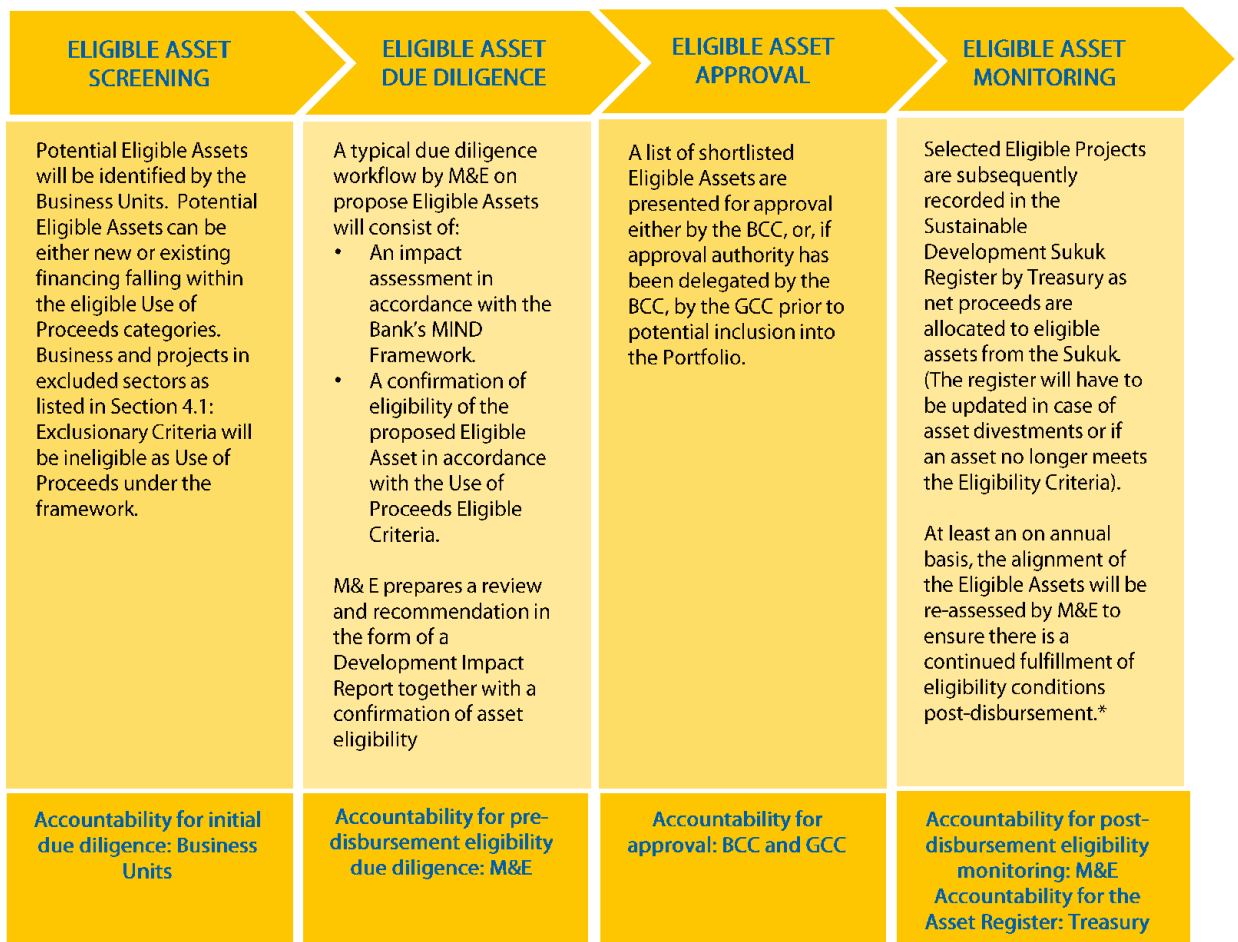 ELIGIBLE ASSET
SCREENING
ELIGIBLE ASSET
DUE DILIGENCE
ELIGIBLE ASSET
APPROVAL
ELIGIBLE ASSET
MONITORING
Potential Eligible Assets
will be identified by the
Business Units.  Potential
Eligible Assets can be
either new or existing
financing falling within
the eligible Use of
Proceeds categories.
Business and projects in
excluded sectors as
listed in Section 4.1:
Exclusionary Criteria will
be ineligible as Use of
Proceeds under the
framework.
A typical due diligence
workflow by M&E on
propose Eligible Assets
will consist of:
• An impact
assessment in
accordance with the
Bank's MIND
Framework.
• A confirmation of
eligibility of the
proposed Eligible
Asset in accordance
with the Use of
Proceeds Eligible
Criteria.
M& E prepares a review
and recommendation in
the form of a
Development Impact
Report together with a
confirmation of asset
eligibility
A list of shortlisted
Eligible Assets are
presented for approval
either by the BCC, or, if
approval authority has
been delegated by the
BCC, by the GCC prior to
potential inclusion into
the Portfolio.
Selected Eligible Projects
are subsequently
recorded in the
Sustainable
Development Sukuk
Register by Treasury as
net proceeds are
allocated to eligible
assets from the Sukuk.
(The register will have to
be updated in case of
asset divestments or if
an asset no longer meets
the Eligibility Criteria).
At least an on annual
basis, the alignment of
the Eligible Assets will be
re-assessed by M&E to
ensure there is a
continued fulfillment of
eligibility conditions
post-disbursement.*
Accountability for initial
due diligence: Business
Units
Accountability for pre-
disbursement eligibility
due diligence: M&E
Accountability for
approval: BCC and GCC
Accountability for post-
disbursement eligibility
monitoring: M&E
Accountability for the
Asset Register: Treasury